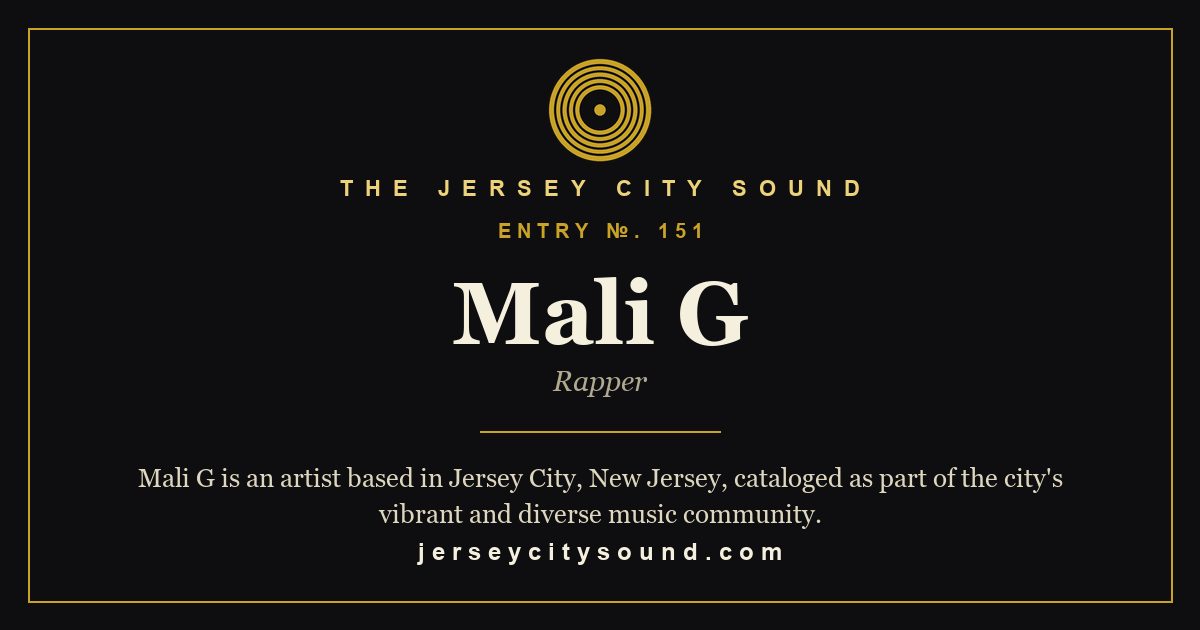 THE JERSEY CITY SOUND
ENTRY №. 151
Mali G
Rapper
Mali G is an artist based in Jersey City, New Jersey, cataloged as part of the city's
vibrant and diverse music community.
jerseycitysound.com